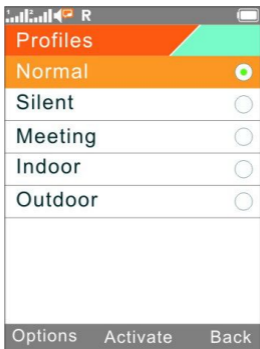 R
Profiles
Normal
Silent
Meeting
Indoor
Outdoor
Options Activate Back